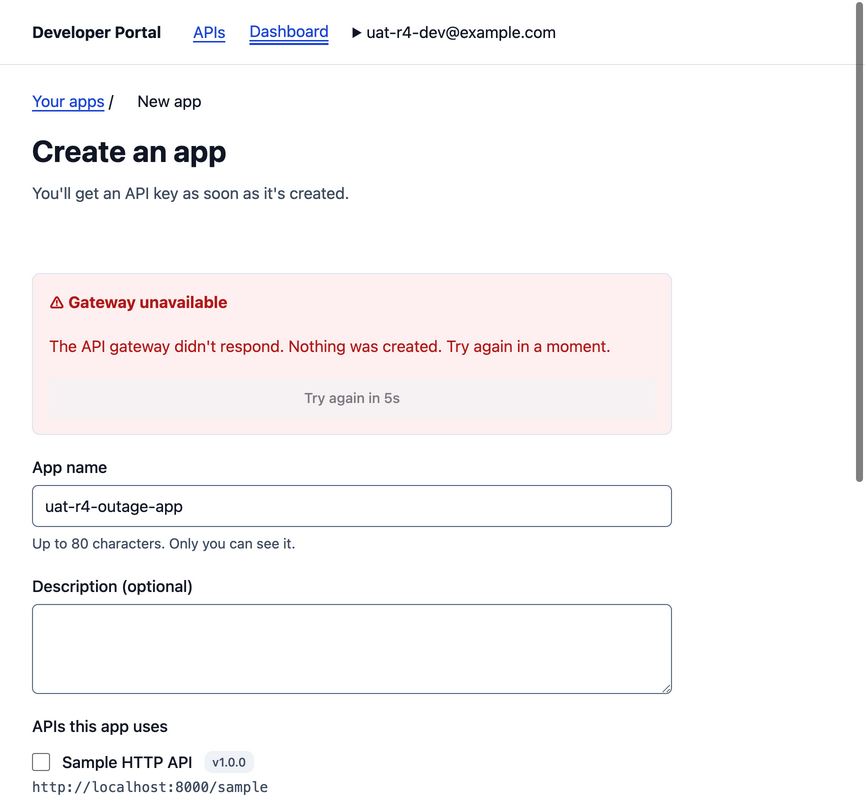 Developer Portal APIs Dashboard ▶ uat-r4-dev@example.com
Your apps / New app
Create an app
You'll get an API key as soon as it's created.
⚠ Gateway unavailable
The API gateway didn't respond. Nothing was created. Try again in a moment.
Try again in 5s
App name
uat-r4-outage-app
Up to 80 characters. Only you can see it.
Description (optional)
APIs this app uses
Sample HTTP API v1.0.0
http://localhost:8000/sample